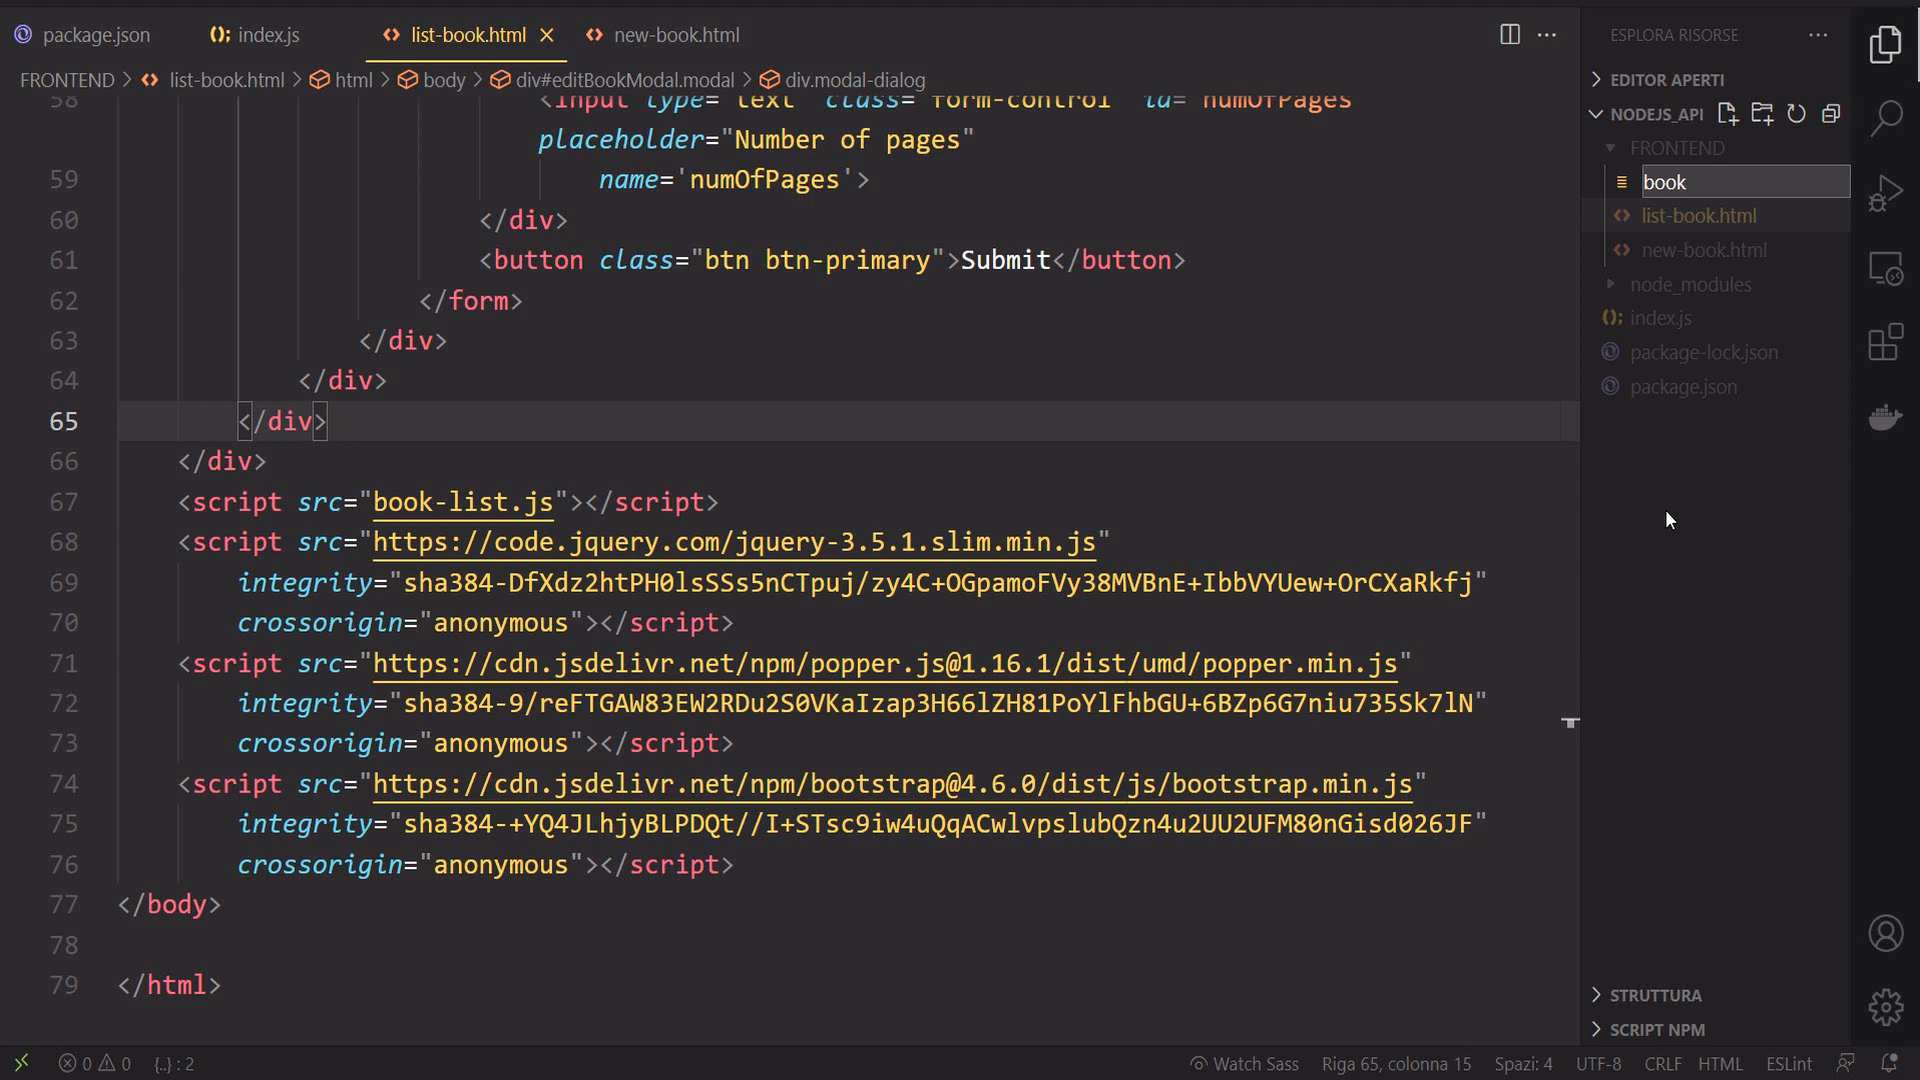 package.json
index.js
list-book.html
new-book.html
ESPLORA RISORSE
FRONTEND > list-book.html > html > body > div#editBookModal.modal > div.modal-dialog
58 <input type="text" class="form-control" id="numOfPages"
placeholder="Number of pages"
59 name='numOfPages'>
60 </div>
61 <button class="btn btn-primary">Submit</button>
62 </form>
63 </div>
64 </div>
65 </div>
66 </div>
67 <script src="book-list.js"></script>
68 <script src="https://code.jquery.com/jquery-3.5.1.slim.min.js"
69 integrity="sha384-DfXdz2htPH0lsSSs5nCTpuj/zy4C+OGpamoFVy38MVBnE+IbbVYUew+OrCXaRkfj"
70 crossorigin="anonymous"></script>
71 <script src="https://cdn.jsdelivr.net/npm/popper.js@1.16.1/dist/umd/popper.min.js"
72 integrity="sha384-9/reFTGAW83EW2RDu2S0VKaIzap3H66lZH81PoYlFhbGU+6BZp6G7niu735Sk7lN"
73 crossorigin="anonymous"></script>
74 <script src="https://cdn.jsdelivr.net/npm/bootstrap@4.6.0/dist/js/bootstrap.min.js"
75 integrity="sha384-+YQ4JLhjyBLPDQt//I+STsc9iw4uQqACwlvpslubQzn4u2UU2UFM80nGisd026JF"
76 crossorigin="anonymous"></script>
77 </body>
78
79 </html>
EDITOR APERTI
NODEJS_API
FRONTEND
book
list-book.html
new-book.html
node_modules
index.js
package-lock.json
package.json
STRUTTURA
SCRIPT NPM
0 0 {..} : 2 Watch Sass Riga 65, colonna 15 Spazi: 4 UTF-8 CRLF HTML ESLint